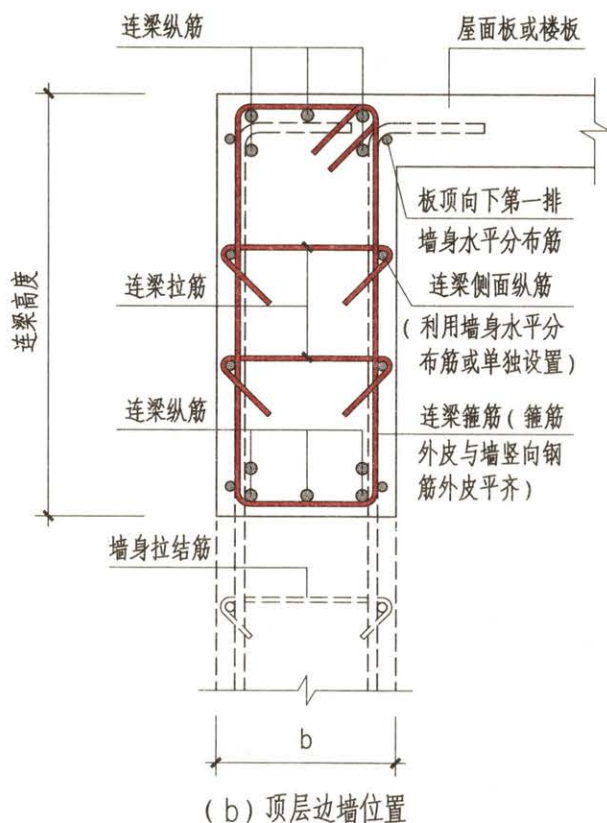 连梁纵筋
屋面板或楼板
板顶向下第一排
墙身水平分布筋
连梁拉筋
连梁侧面纵筋
(利用墙身水平分
布筋或单独设置)
连梁高度
连梁纵筋
连梁箍筋(箍筋
外皮与墙竖向钢
筋外皮平齐)
墙身拉结筋
b
(b)顶层边墙位置